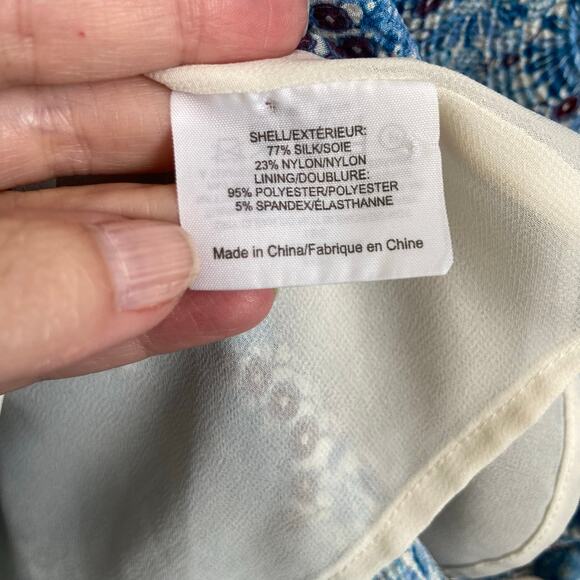 SHELL/EXTÉRIEUR:
77% SILK/SOIE
23% NYLON/NYLON
LINING/DOUBLURE:
95% POLYESTER/POLYESTER
5% SPANDEX/ÉLASTHANNE
Made in China/Fabrique en Chine